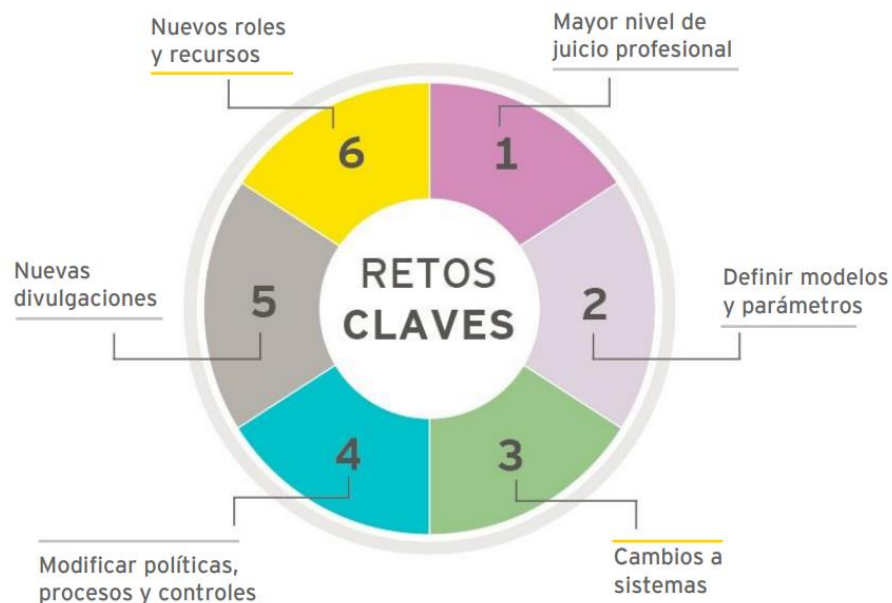 Nuevos roles
y recursos
Mayor nivel de
juicio profesional
6
1
Nuevas
divulgaciones
5
RETOS
CLAVES
2
Definir modelos
y parámetros
4
3
Modificar políticas,
procesos y controles
Cambios a
sistemas